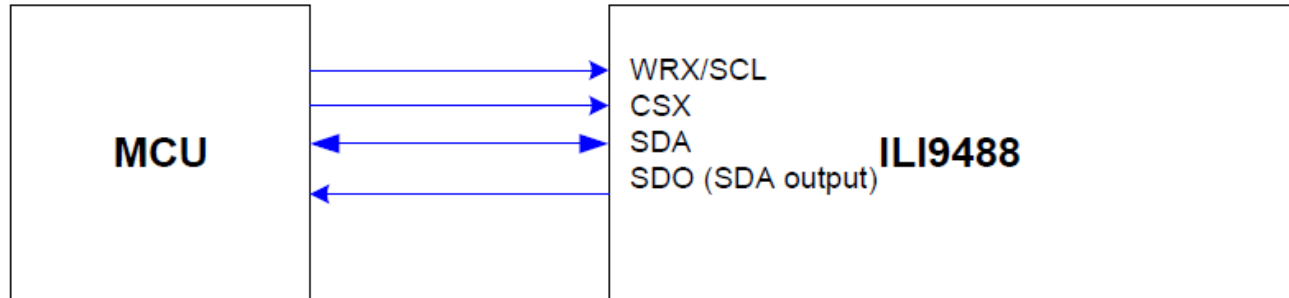 MCU
WRX/SCL
CSX
SDA
SDO (SDA output)
ILI9488